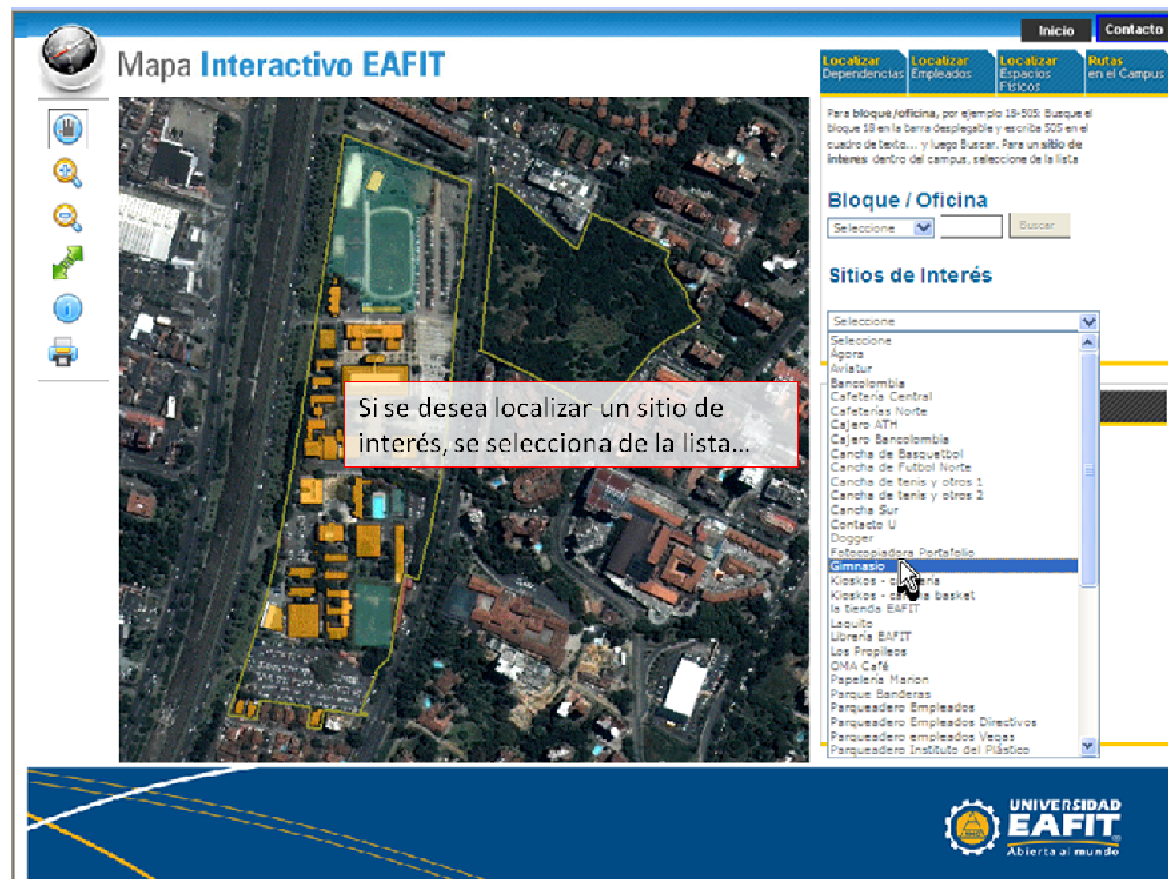 Inicio
Contacto
Mapa Interactivo EAFIT
Localizar
Dependencias
Localizar
Empleados
Localizar
Espacios
Físicos
Rutas
en el Campus
Para bloque/oficina, por ejemplo 18-505: Busque el
bloque 18 en la barra desplegable y escriba 505 en el
cuadro de texto... y luego Buscar. Para un sitio de
interés dentro del campus, seleccione de la lista
Bloque / Oficina
Seleccione
Buscar
Sitios de Interés
Seleccione
Seleccione
Agora
Aviatur
Bancolombia
Cafetería Central
Cafeterías Norte
Cajero ATH
Cajero Bancolombia
Cancha de Basquetbol
Cancha de Futbol Norte
Cancha de tenis y otros 1
Cancha de tenis y otros 2
Cancha Sur
Contacto U
Dogger
Fotocopiadora Portafolio
Gimnasio
Kioskos -
Kioskos - basket
la tienda EAFIT
Laquito
Librería EAFIT
Los Propíleos
OMA Café
Papelería Marion
Parque Banderas
Parqueadero Empleados
Parqueadero Empleados Directivos
Parqueadero empleados Vegas
Parqueadero Instituto del Plástico
Si se desea localizar un sitio de
interés, se selecciona de la lista...
UNIVERSIDAD
EAFIT
Abierta al mundo